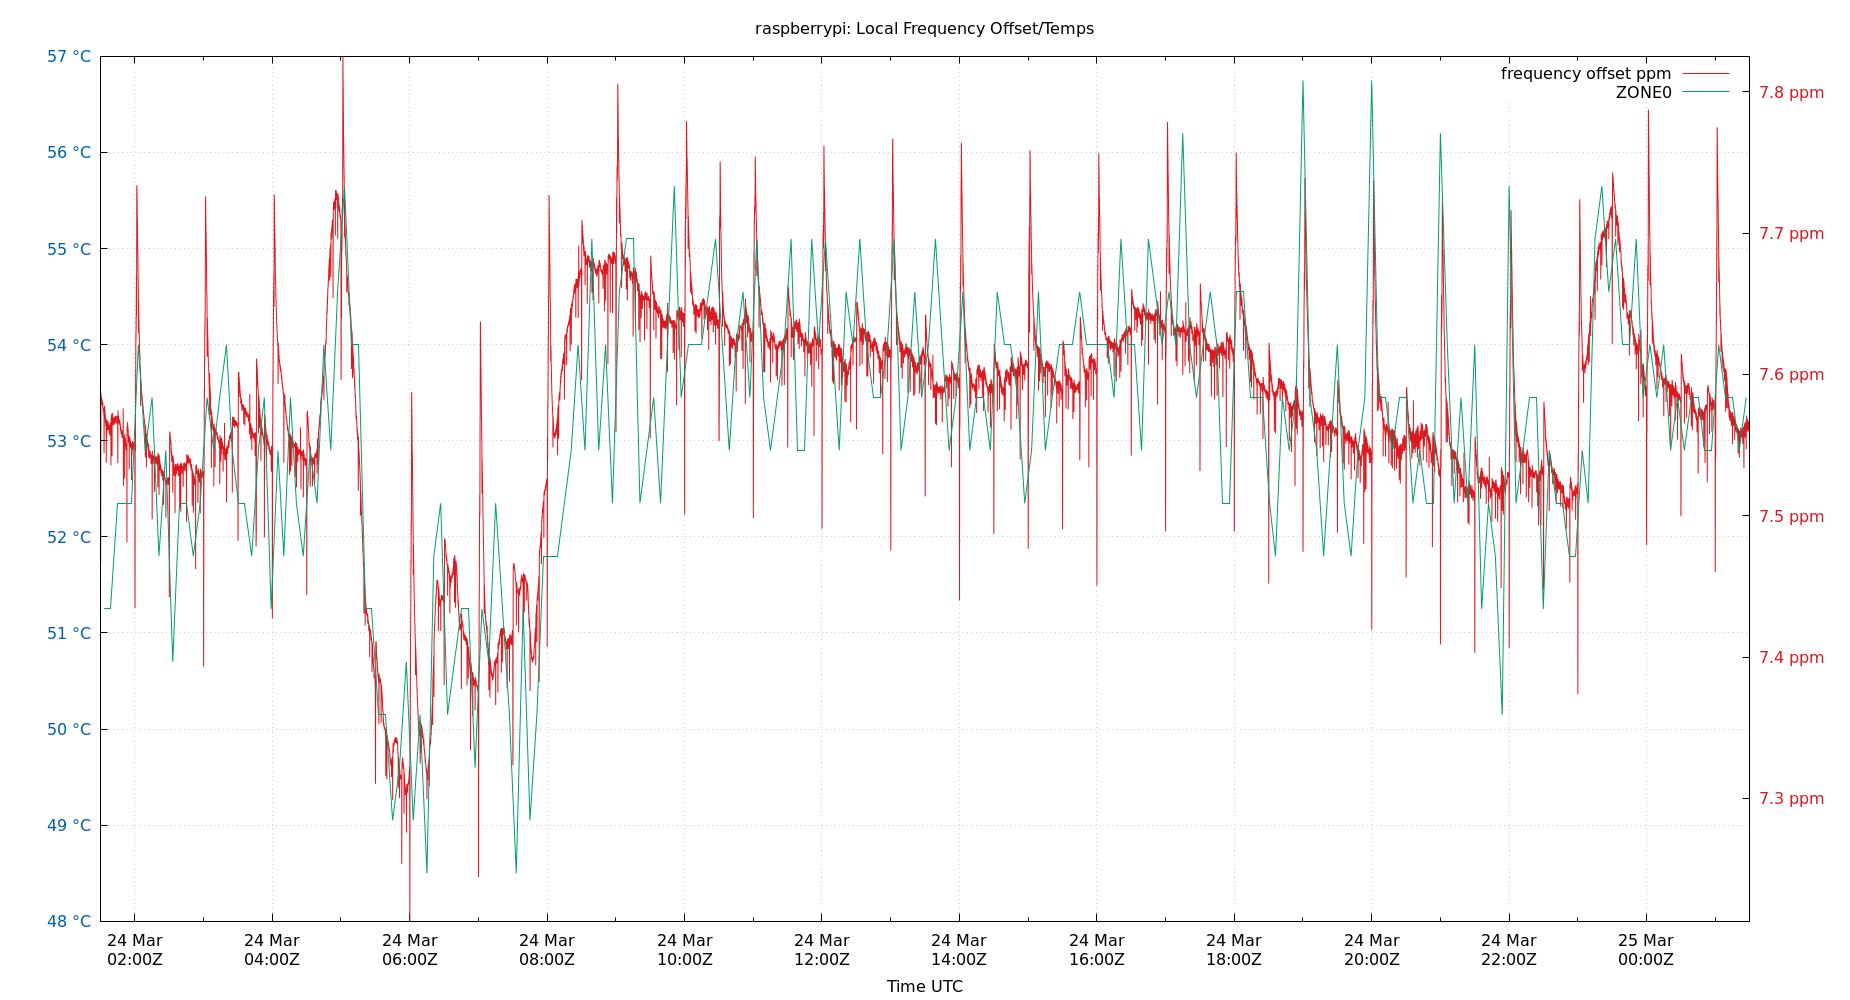 raspberrypi: Local Frequency Offset/Temps
57 °C
56 °C
55 °C
54 °C
53 °C
52 °C
51 °C
50 °C
49 °C
48 °C
frequency offset ppm
ZONE0
7.8 ppm
7.7 ppm
7.6 ppm
7.5 ppm
7.4 ppm
7.3 ppm
24 Mar 24 Mar 24 Mar 24 Mar 24 Mar 24 Mar 24 Mar 24 Mar 24 Mar 24 Mar 24 Mar 25 Mar
02:00Z 04:00Z 06:00Z 08:00Z 10:00Z 12:00Z 14:00Z 16:00Z 18:00Z 20:00Z 22:00Z 00:00Z
Time UTC